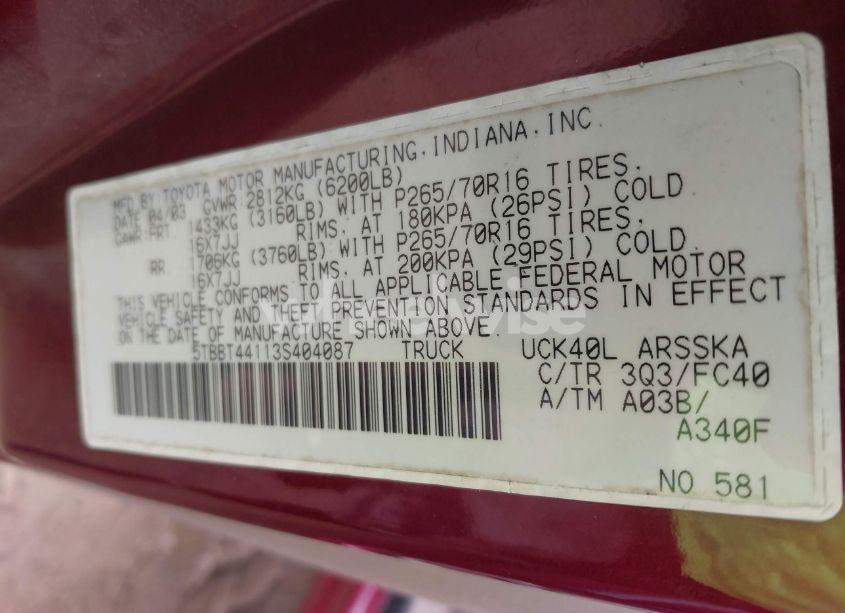 MFD.BY TOYOTA MOTOR MANUFACTURING, INDIANA, INC.
DATE 04/03 GVWR:2812KG (6200LB)
GAWR:FRT 1433KG (3160LB) WITH P265/70R16 TIRES,
16X7JJ RIMS, AT 180KPA (26PSI) COLD
RR 1706KG (3760LB) WITH P265/70R16 TIRES,
16X7JJ RIMS, AT 200KPA (29PSI) COLD
THIS VEHICLE CONFORMS TO ALL APPLICABLE FEDERAL MOTOR
VEHICLE SAFETY AND THEFT PREVENTION STANDARDS IN EFFECT
ON THE DATE OF MANUFACTURE SHOWN ABOVE.
5TBBT44113S404087 TRUCK UCK40L ARSSKA
C/TR 3Q3/FC40
A/TM A03B/
A340F
NO 581